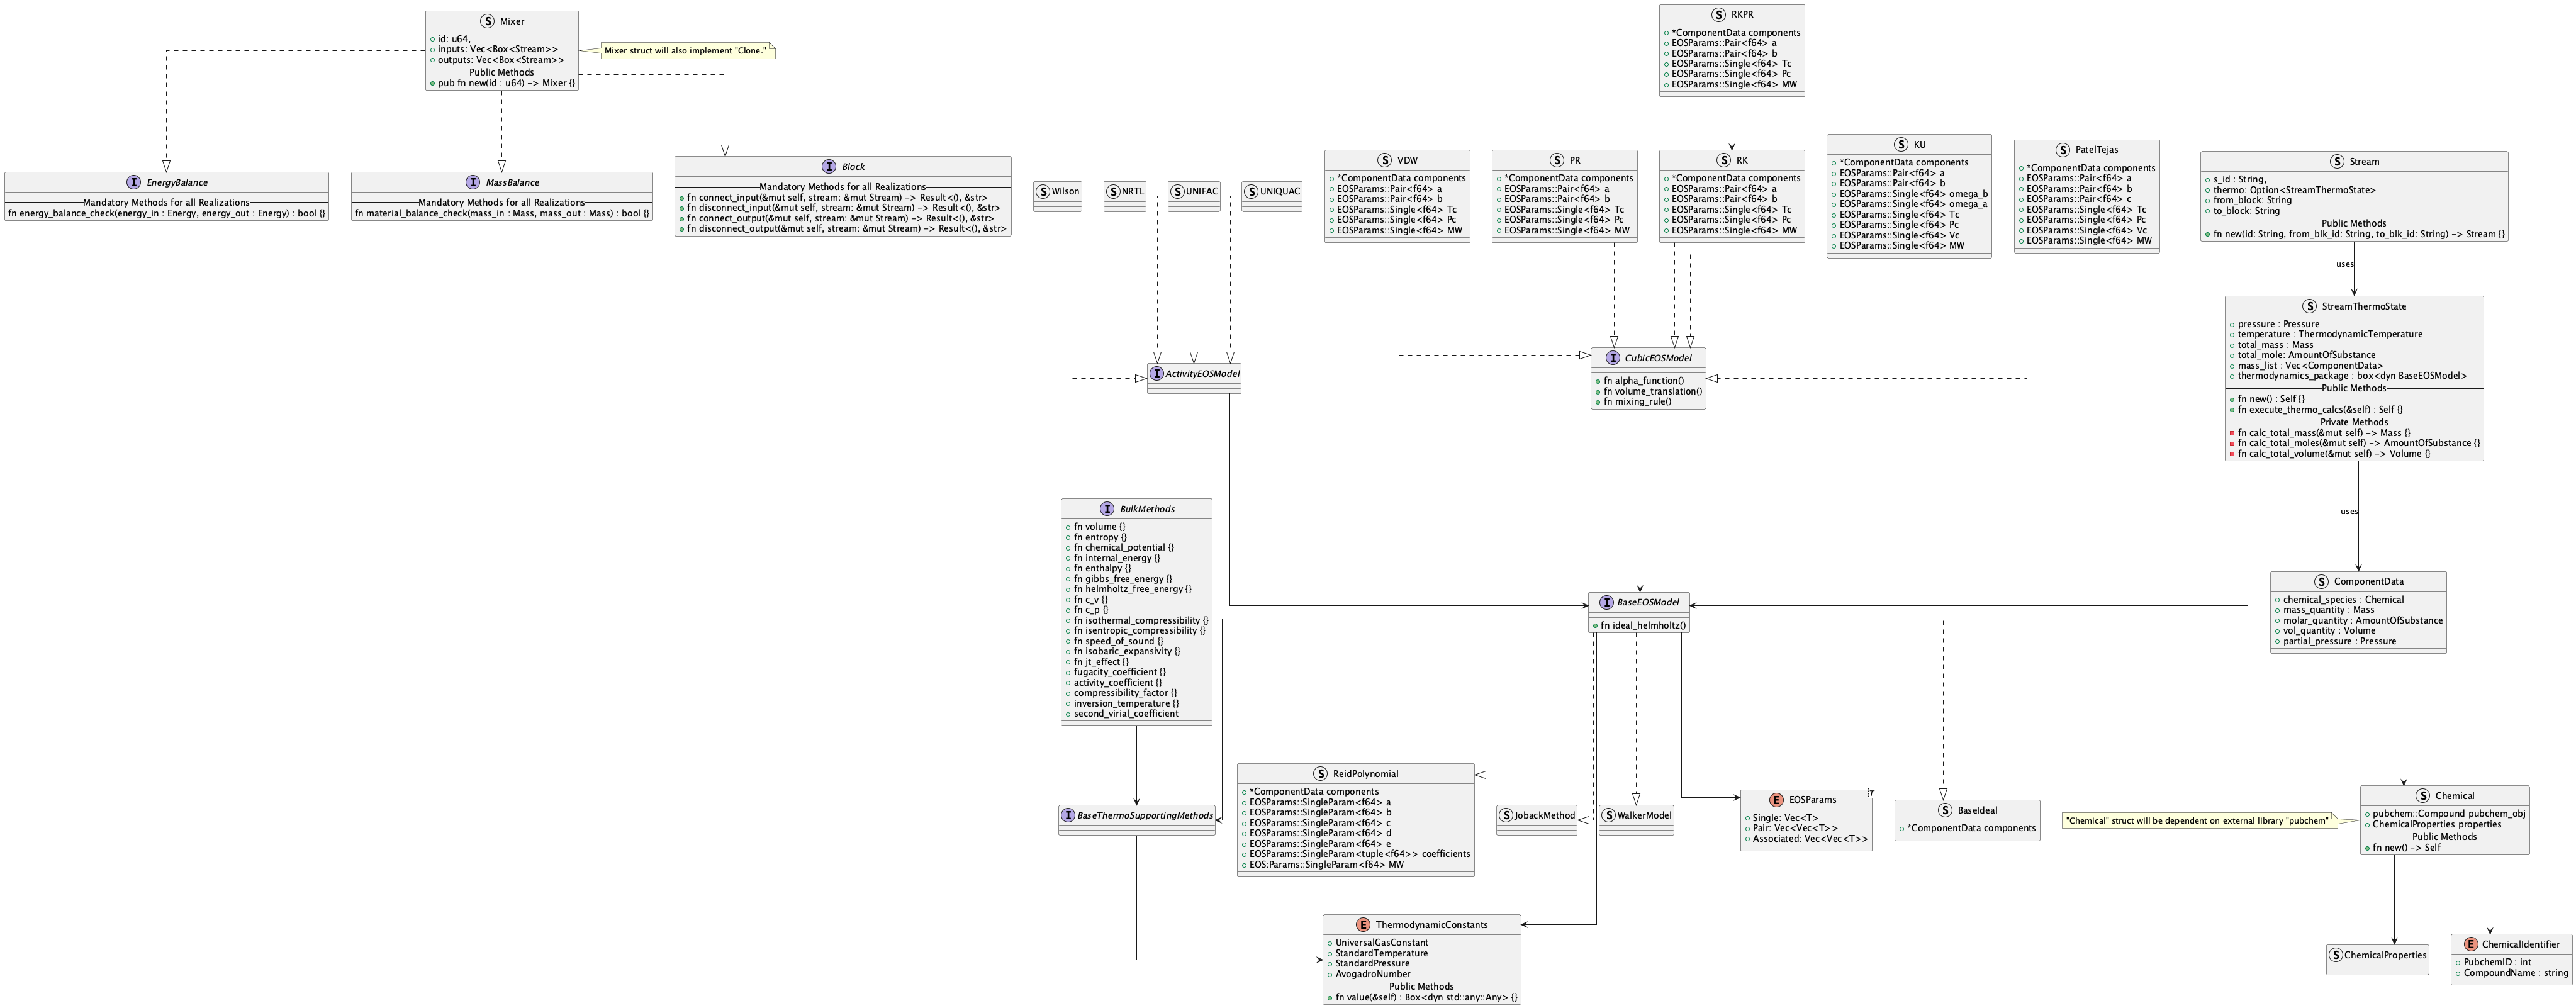 S Mixer
id: u64,
inputs: Vec<Box<Stream>>
outputs: Vec<Box<Stream>>
Public Methods
pub fn new(id : u64) -> Mixer {}
Mixer struct will also implement "Clone."
I EnergyBalance
Mandatory Methods for all Realizations
fn energy_balance_check(energy_in : Energy, energy_out : Energy) : bool {}
I MassBalance
Mandatory Methods for all Realizations
fn material_balance_check(mass_in : Mass, mass_out : Mass) : bool {}
I Block
Mandatory Methods for all Realizations
fn connect_input(&mut self, stream: &mut Stream) -> Result<(), &str>
fn disconnect_input(&mut self, stream: &mut Stream) -> Result<(), &str>
fn connect_output(&mut self, stream: &mut Stream) -> Result<(), &str>
fn disconnect_output(&mut self, stream: &mut Stream) -> Result<(), &str>
S Wilson
S NRTL
S UNIFAC
S UNIQUAC
S RKPR
*ComponentData components
EOSParams::Pair<f64> a
EOSParams::Pair<f64> b
EOSParams::Single<f64> Tc
EOSParams::Single<f64> Pc
EOSParams::Single<f64> MW
S VDW
*ComponentData components
EOSParams::Pair<f64> a
EOSParams::Pair<f64> b
EOSParams::Single<f64> Tc
EOSParams::Single<f64> Pc
EOSParams::Single<f64> MW
S PR
*ComponentData components
EOSParams::Pair<f64> a
EOSParams::Pair<f64> b
EOSParams::Single<f64> Tc
EOSParams::Single<f64> Pc
EOSParams::Single<f64> MW
S RK
*ComponentData components
EOSParams::Pair<f64> a
EOSParams::Pair<f64> b
EOSParams::Single<f64> Tc
EOSParams::Single<f64> Pc
EOSParams::Single<f64> MW
S KU
*ComponentData components
EOSParams::Pair<f64> a
EOSParams::Pair<f64> b
EOSParams::Single<f64> omega_b
EOSParams::Single<f64> omega_a
EOSParams::Single<f64> Tc
EOSParams::Single<f64> Pc
EOSParams::Single<f64> Vc
EOSParams::Single<f64> MW
S PatelTejas
*ComponentData components
EOSParams::Pair<f64> a
EOSParams::Pair<f64> b
EOSParams::Pair<f64> c
EOSParams::Single<f64> Tc
EOSParams::Single<f64> Pc
EOSParams::Single<f64> Vc
EOSParams::Single<f64> MW
S Stream
s_id : String,
thermo: Option<StreamThermoState>
from_block: String
to_block: String
Public Methods
fn new(id: String, from_blk_id: String, to_blk_id: String) -> Stream {}
uses
S StreamThermoState
pressure : Pressure
temperature : ThermodynamicTemperature
total_mass : Mass
total_mole: AmountOfSubstance
mass_list : Vec<ComponentData>
thermodynamics_package : box<dyn BaseEOSModel>
Public Methods
fn new() : Self {}
fn execute_thermo_calcs(&self) : Self {}
Private Methods
fn calc_total_mass(&mut self) -> Mass {}
fn calc_total_moles(&mut self) -> AmountOfSubstance {}
fn calc_total_volume(&mut self) -> Volume {}
uses
I ActivityEOSModel
I CubicEOSModel
fn alpha_function()
fn volume_translation()
fn mixing_rule()
I BulkMethods
fn volume {}
fn entropy {}
fn chemical_potential {}
fn internal_energy {}
fn enthalpy {}
fn gibbs_free_energy {}
fn helmholtz_free_energy {}
fn c_v {}
fn c_p {}
fn isothermal_compressibility {}
fn isentropic_compressibility {}
fn speed_of_sound {}
fn isobaric_expansivity {}
fn jt_effect {}
fugacity_coefficient {}
activity_coefficient {}
compressibility_factor {}
inversion_temperature {}
second_virial_coefficient
I BaseEOSModel
fn ideal_helmholtz()
S ComponentData
chemical_species : Chemical
mass_quantity : Mass
molar_quantity : AmountOfSubstance
vol_quantity : Volume
partial_pressure : Pressure
I BaseThermoSupportingMethods
S ReidPolynomial
*ComponentData components
EOSParams::SingleParam<f64> a
EOSParams::SingleParam<f64> b
EOSParams::SingleParam<f64> c
EOSParams::SingleParam<f64> d
EOSParams::SingleParam<f64> e
EOSParams::SingleParam<tuple<f64>> coefficients
EOS:Params::SingleParam<f64> MW
S JobackMethod
S WalkerModel
E EOSParams
T
Single: Vec<T>
Pair: Vec<Vec<T>>
Associated: Vec<Vec<T>>
S BaseIdeal
*ComponentData components
"Chemical" struct will be dependent on external library "pubchem"
S Chemical
pubchem::Compound pubchem_obj
ChemicalProperties properties
Public Methods
fn new() -> Self
E ThermodynamicConstants
UniversalGasConstant
StandardTemperature
StandardPressure
AvogadroNumber
Public Methods
fn value(&self) : Box<dyn std::any::Any> {}
S ChemicalProperties
E ChemicalIdentifier
PubchemID : int
CompoundName : string